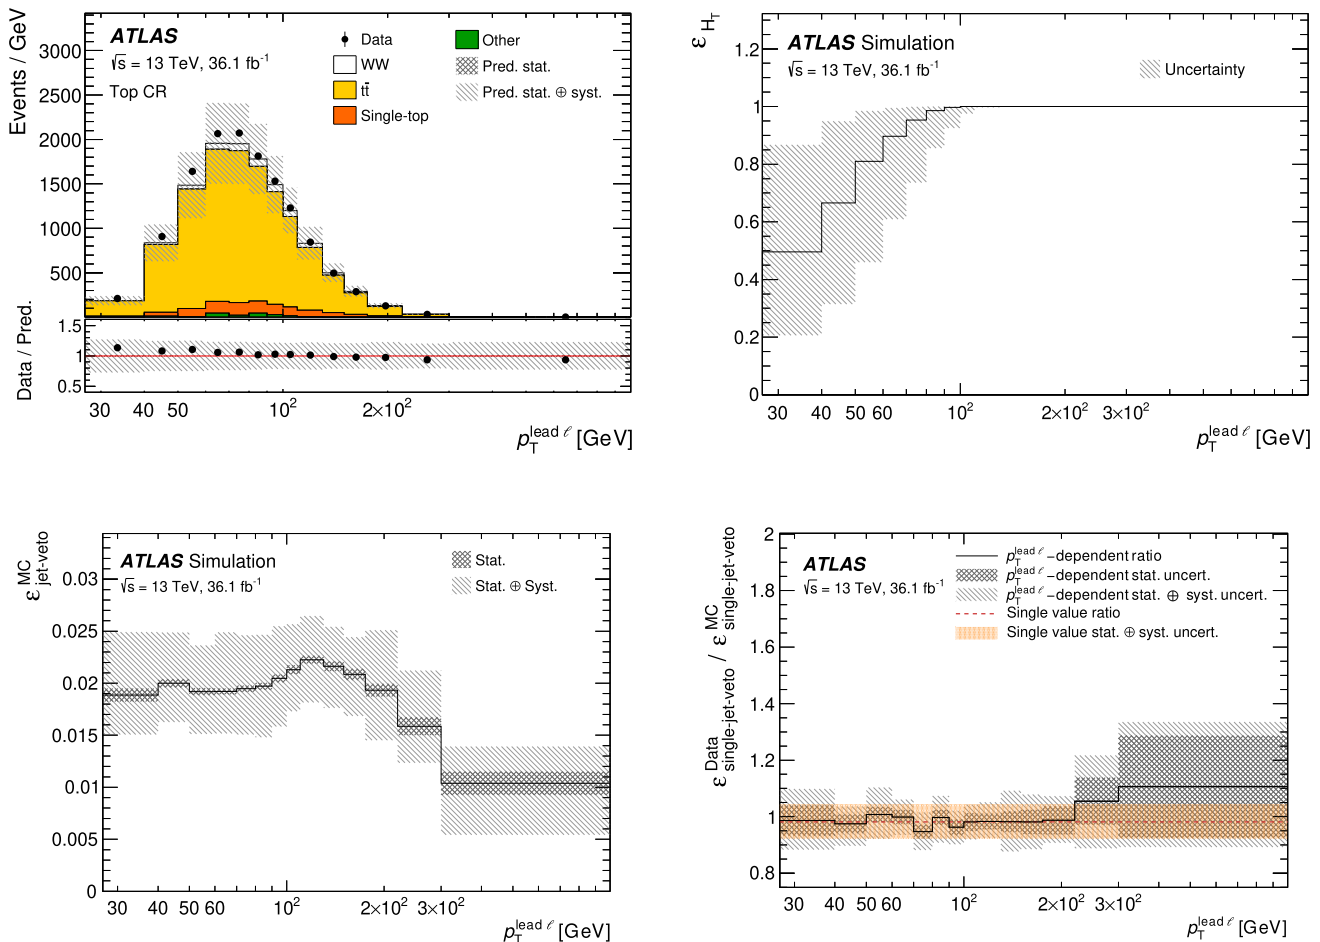 Events / GeV
3000
2500
2000
1500
1000
500
ATLAS
√s = 13 TeV, 36.1 fb⁻¹
Top CR
Data
WW
tt̄
Single-top
Other
Pred. stat.
Pred. stat. ⊕ syst.
Data / Pred.
1.5
1
0.5
30 40 50 10² 2×10²
p_T^{lead ℓ} [GeV]
ε_{H_T}
1.2
1
0.8
0.6
0.4
0.2
0
ATLAS Simulation
√s = 13 TeV, 36.1 fb⁻¹
Uncertainty
30 40 50 60 10² 2×10² 3×10²
p_T^{lead ℓ} [GeV]
ε^{MC}_{jet-veto}
0.03
0.025
0.02
0.015
0.01
0.005
0
ATLAS Simulation
√s = 13 TeV, 36.1 fb⁻¹
Stat.
Stat. ⊕ Syst.
30 40 50 60 10² 2×10² 3×10²
p_T^{lead ℓ} [GeV]
ε^{Data}_{single-jet-veto} / ε^{MC}_{single-jet-veto}
2
1.8
1.6
1.4
1.2
1
0.8
ATLAS
√s = 13 TeV, 36.1 fb⁻¹
p_T^{lead ℓ}−dependent ratio
p_T^{lead ℓ}−dependent stat. uncert.
p_T^{lead ℓ}−dependent stat. ⊕ syst. uncert.
Single value ratio
Single value stat. ⊕ syst. uncert.
30 40 50 60 10² 2×10² 3×10²
p_T^{lead ℓ} [GeV]